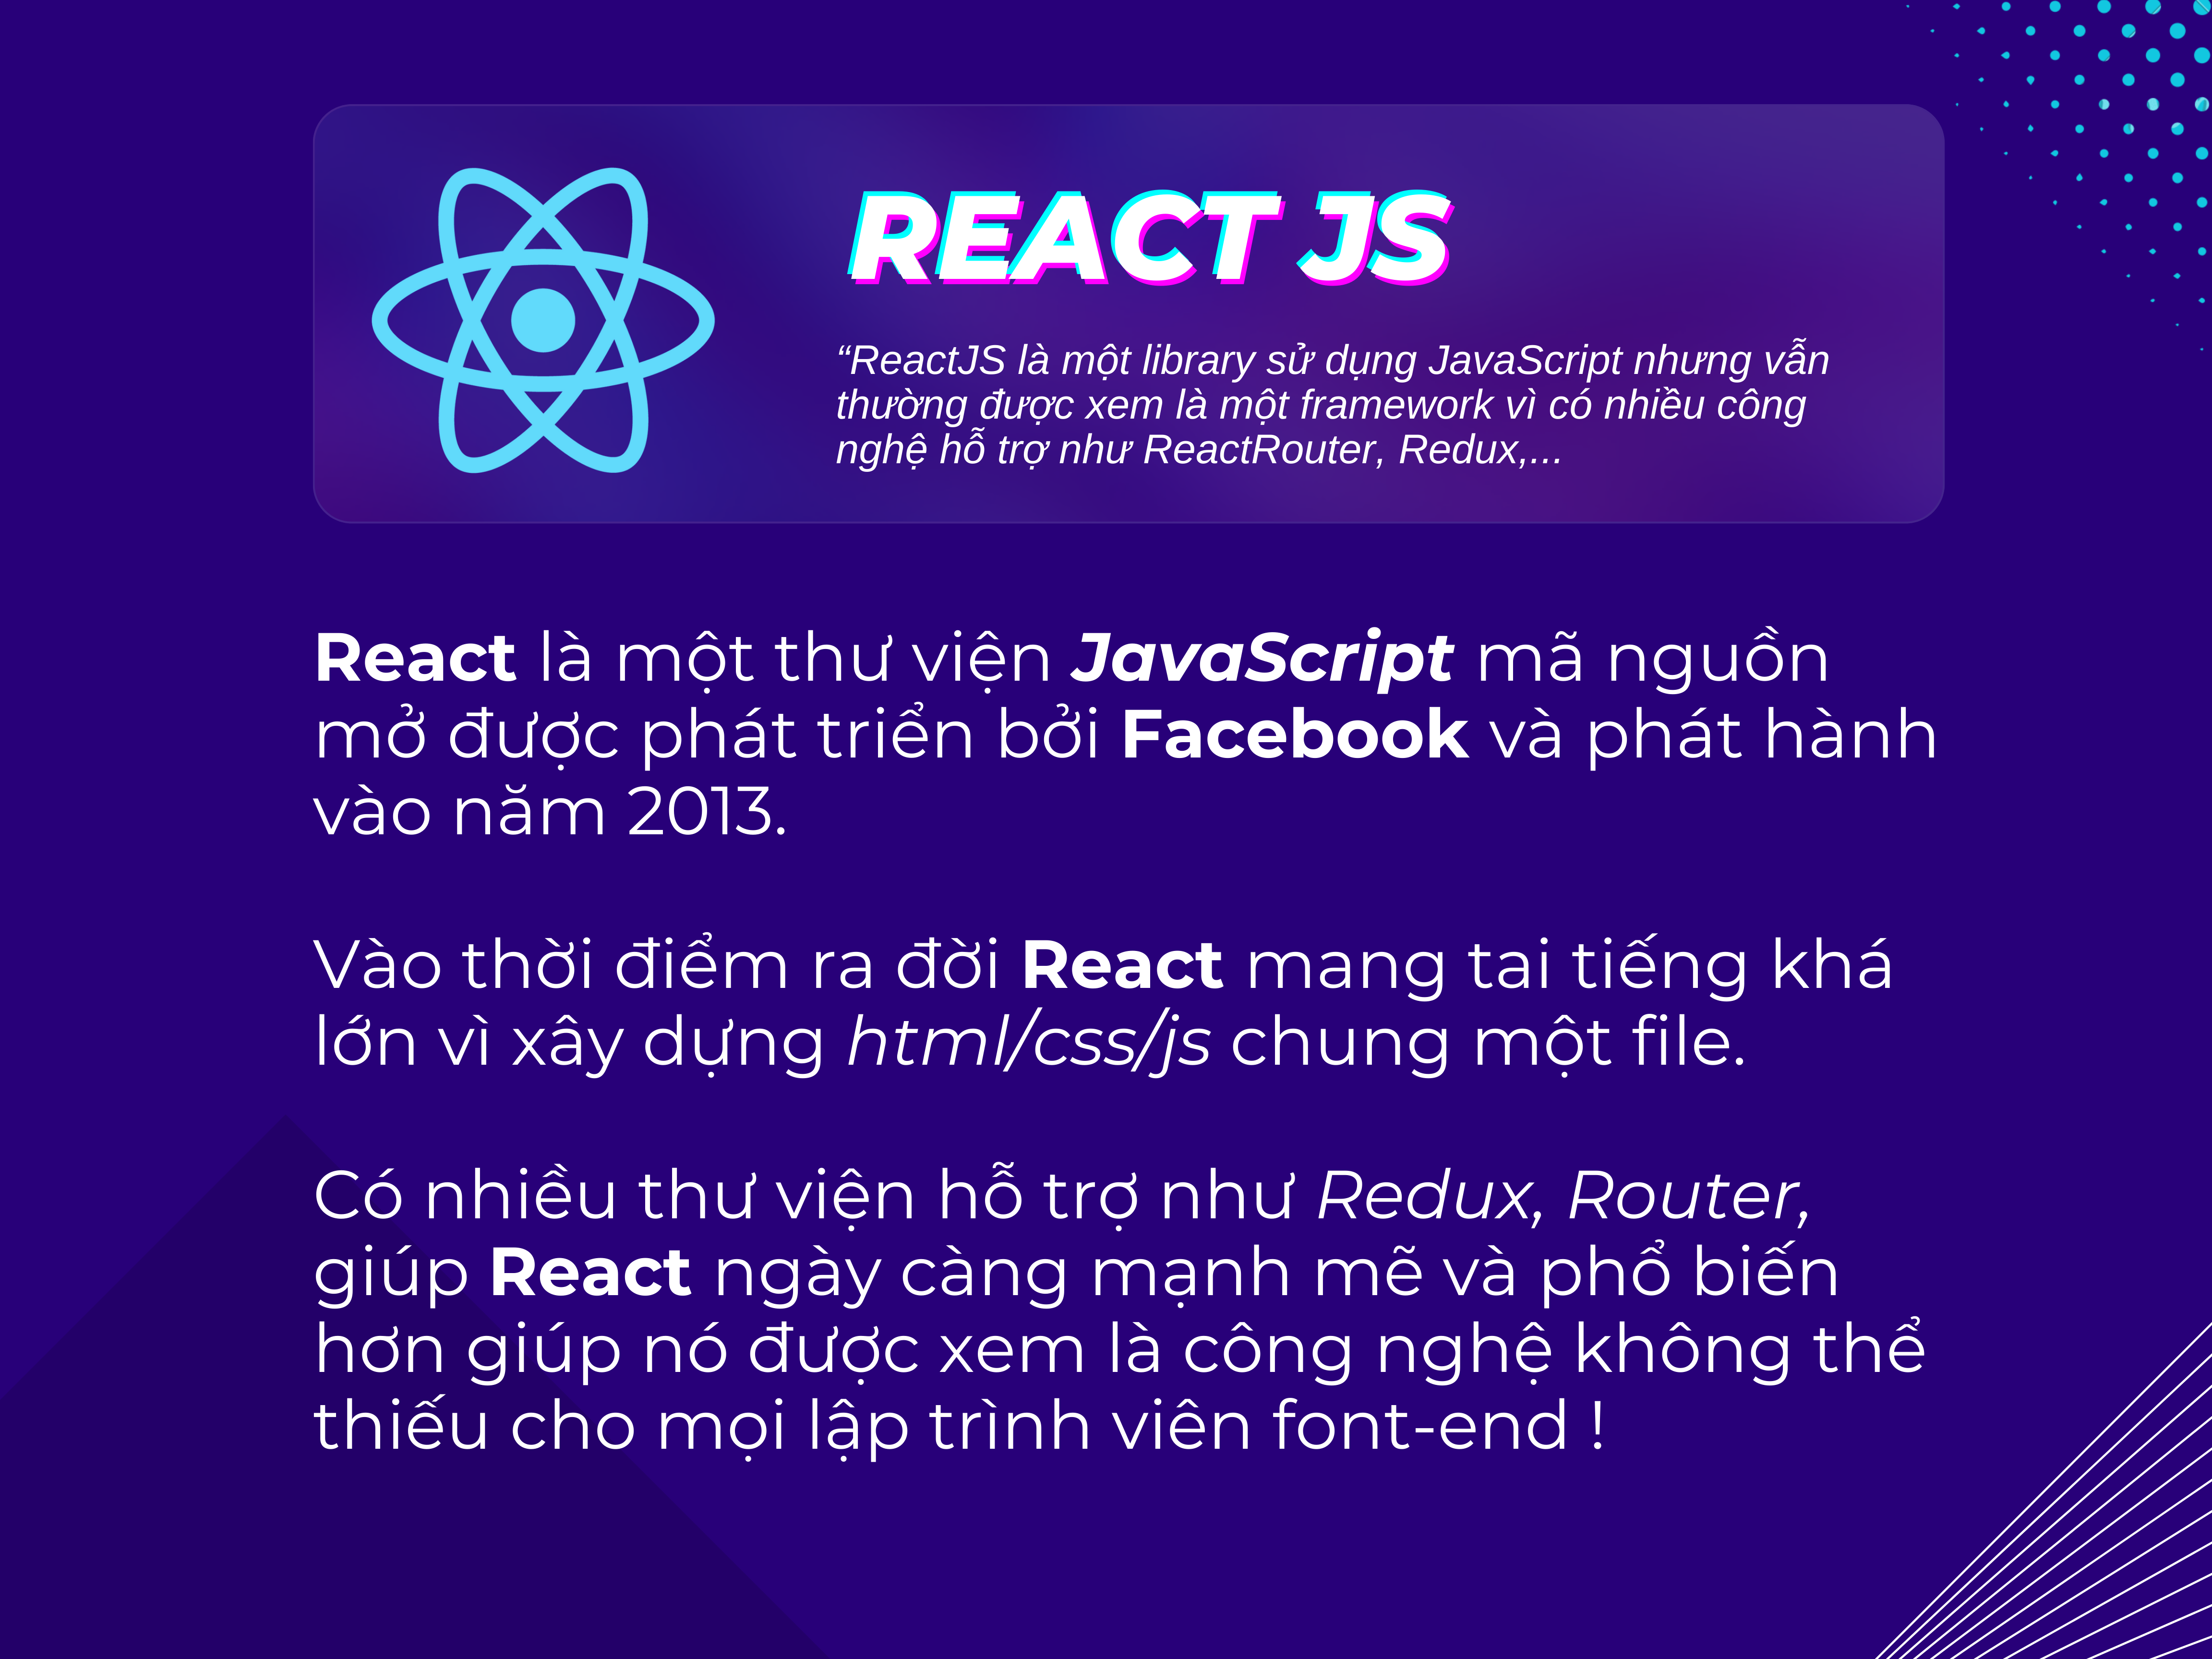 REACT JS
“ReactJS là một library sử dụng JavaScript nhưng vẫn
thường được xem là một framework vì có nhiều công
nghệ hỗ trợ như ReactRouter, Redux,...
React là một thư viện JavaScript mã nguồn
mở được phát triển bởi Facebook và phát hành
vào năm 2013.
Vào thời điểm ra đời React mang tai tiếng khá
lớn vì xây dựng html/css/js chung một file.
Có nhiều thư viện hỗ trợ như Redux, Router,
giúp React ngày càng mạnh mẽ và phổ biến
hơn giúp nó được xem là công nghệ không thể
thiếu cho mọi lập trình viên font-end !